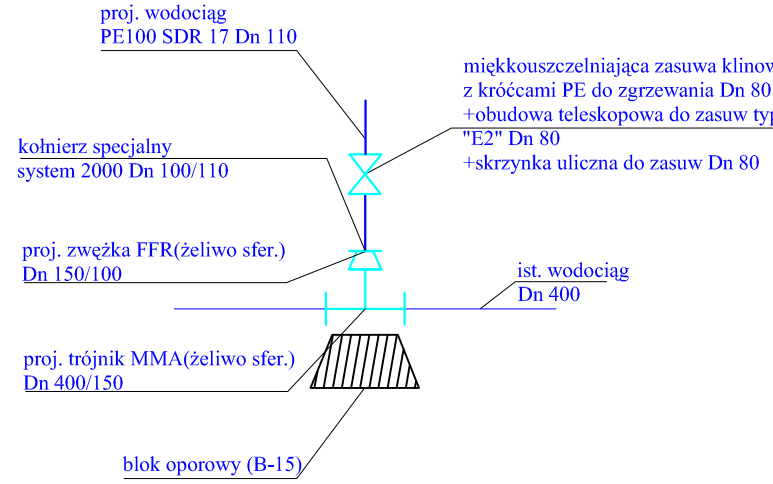 proj. wodociąg
PE100 SDR 17 Dn 110
miękkouszczelniająca zasuwa klinow
z króćcami PE do zgrzewania Dn 80
+obudowa teleskopowa do zasuw typ
"E2" Dn 80
+skrzynka uliczna do zasuw Dn 80
kołnierz specjalny
system 2000 Dn 100/110
proj. zwężka FFR(żeliwo sfer.)
Dn 150/100
ist. wodociąg
Dn 400
proj. trójnik MMA(żeliwo sfer.)
Dn 400/150
blok oporowy (B-15)